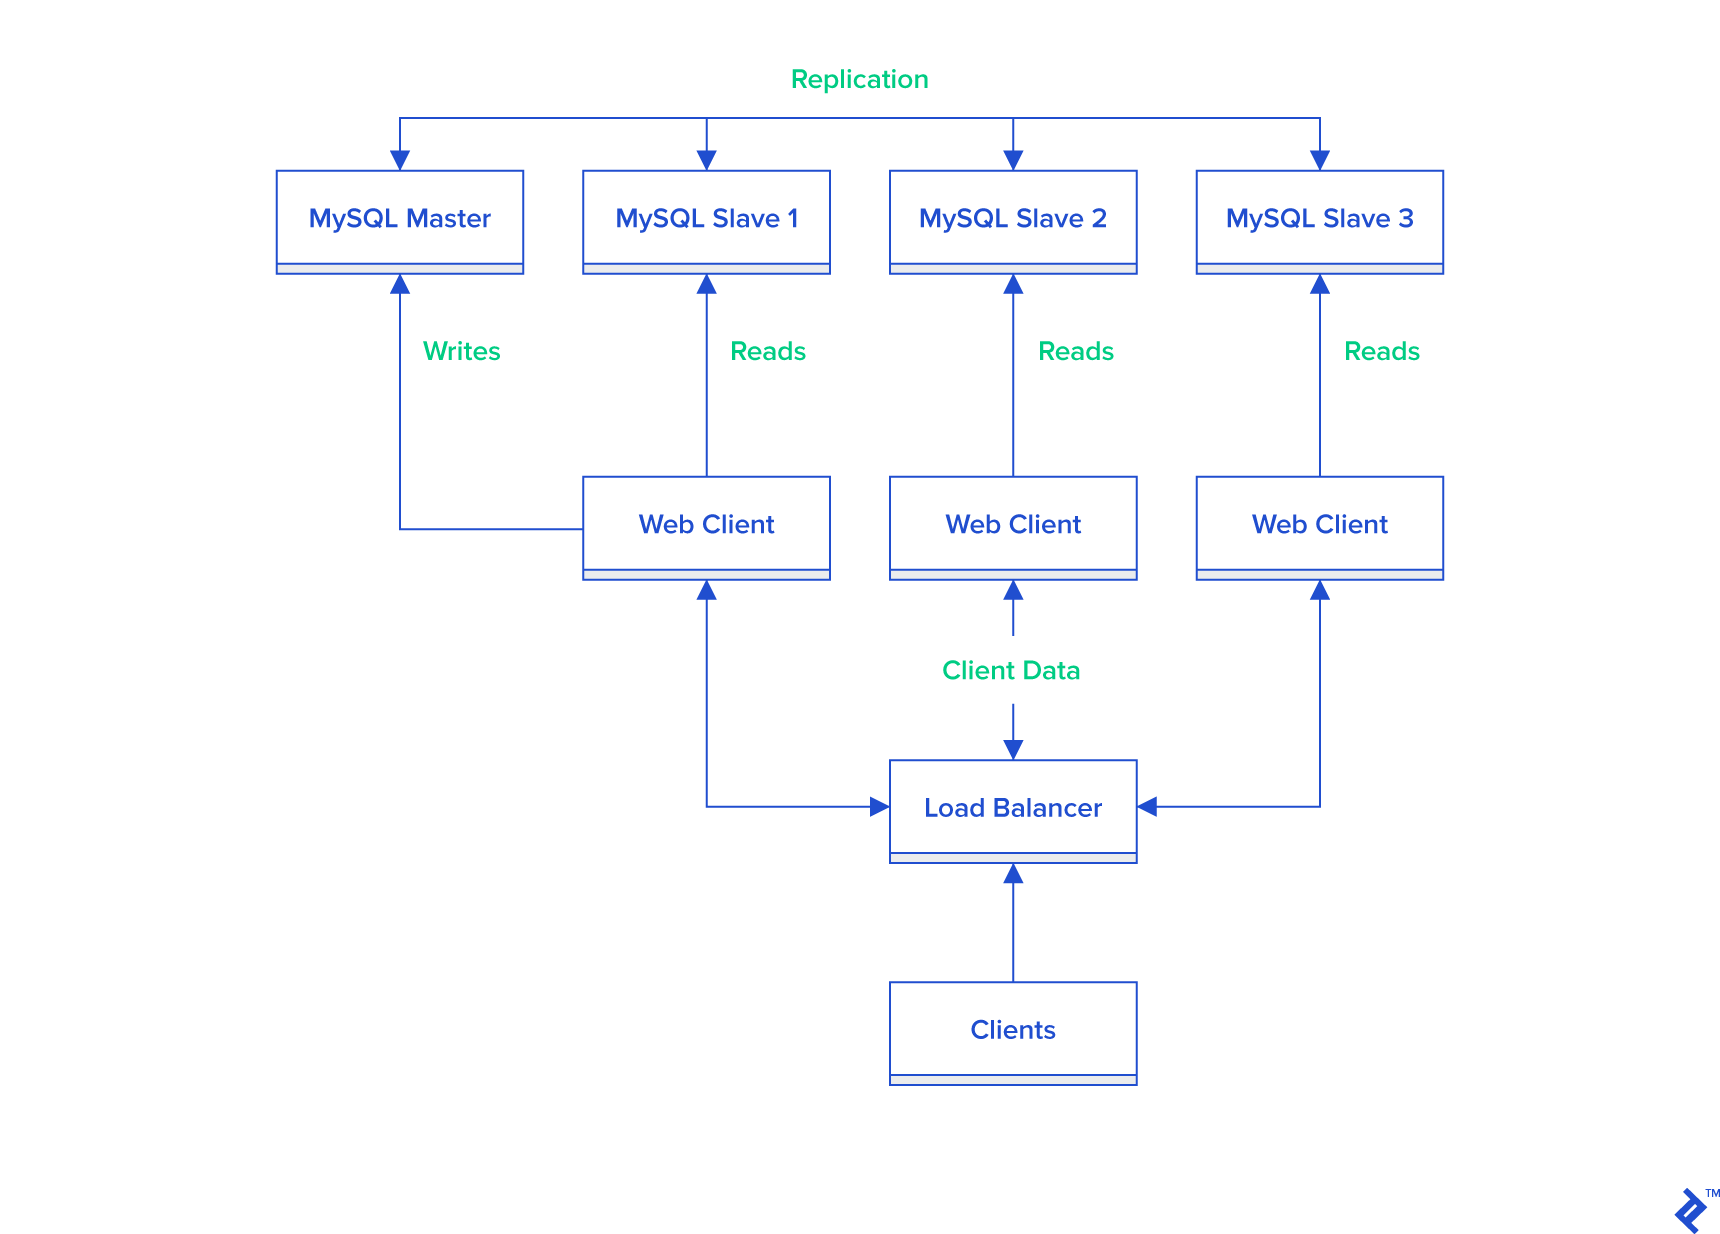 Replication
MySQL Master
MySQL Slave 1
MySQL Slave 2
MySQL Slave 3
Writes
Reads
Reads
Reads
Web Client
Web Client
Web Client
Client Data
Load Balancer
Clients
TM